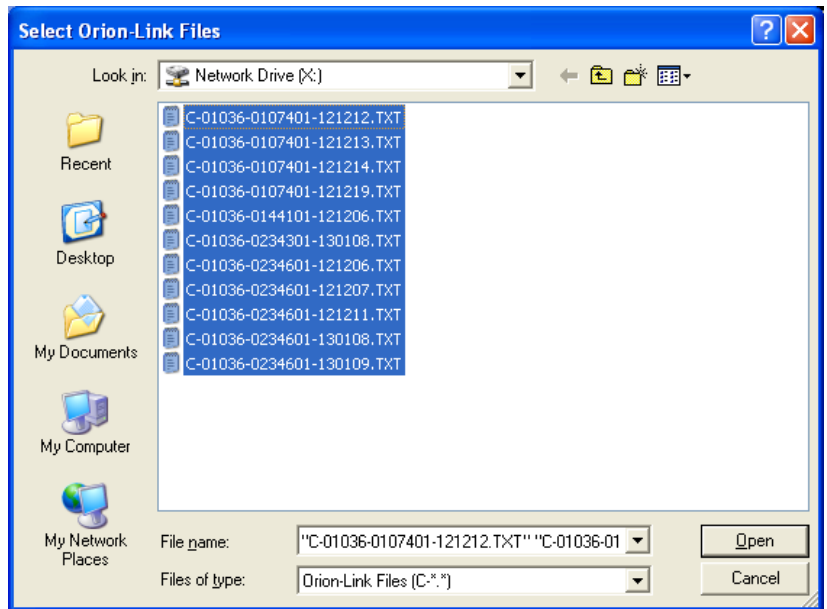 Select Orion-Link Files
Look in: Network Drive (X:)
Recent
Desktop
My Documents
My Computer
My Network
Places
C-01036-0107401-121212.TXT
C-01036-0107401-121213.TXT
C-01036-0107401-121214.TXT
C-01036-0107401-121219.TXT
C-01036-0144101-121206.TXT
C-01036-0234301-130108.TXT
C-01036-0234601-121206.TXT
C-01036-0234601-121207.TXT
C-01036-0234601-121211.TXT
C-01036-0234601-130108.TXT
C-01036-0234601-130109.TXT
File name: "C-01036-0107401-121212.TXT" "C-01036-01 Open
Files of type: Orion-Link Files (C-*.*) Cancel